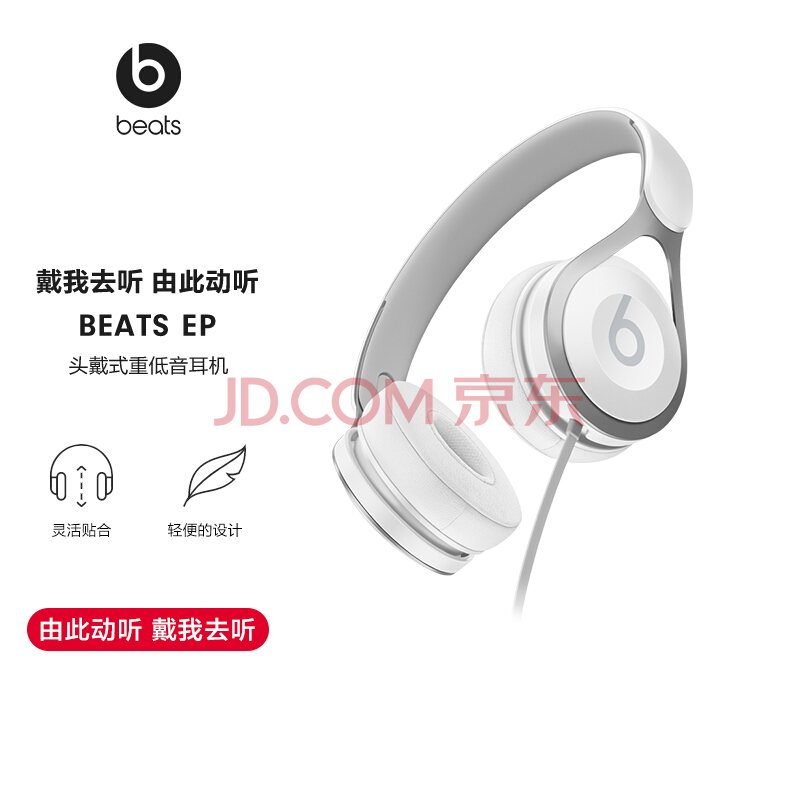 beats
戴我去听 由此动听
BEATS EP
头戴式重低音耳机
JD.COM 京东
灵活贴合
轻便的设计
由此动听 戴我去听